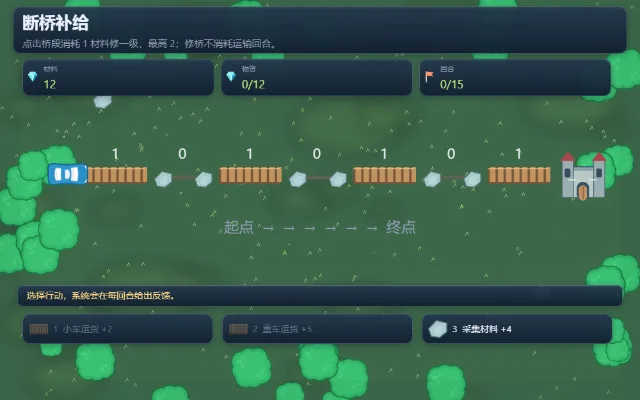 断桥补给
点击桥段消耗 1 材料修一级，最高 2；修桥不消耗运输回合。
材料
12
物资
0/12
回合
0/15
1 0 1 0 1 0 1
起点 → → → → → → 终点
选择行动，系统会在每回合给出反馈。
1 小车运货 +2
2 重车运货 +5
3 采集材料 +4